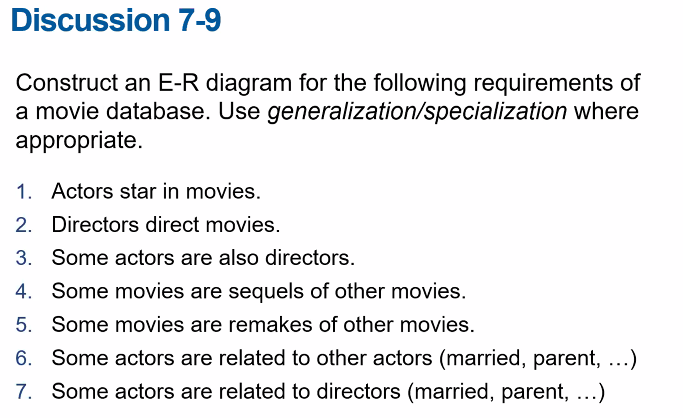 Discussion 7-9
Construct an E-R diagram for the following requirements of
a movie database. Use generalization/specialization where
appropriate.
1. Actors star in movies.
2. Directors direct movies.
3. Some actors are also directors.
4. Some movies are sequels of other movies.
5. Some movies are remakes of other movies.
6. Some actors are related to other actors (married, parent, …)
7. Some actors are related to directors (married, parent, …)